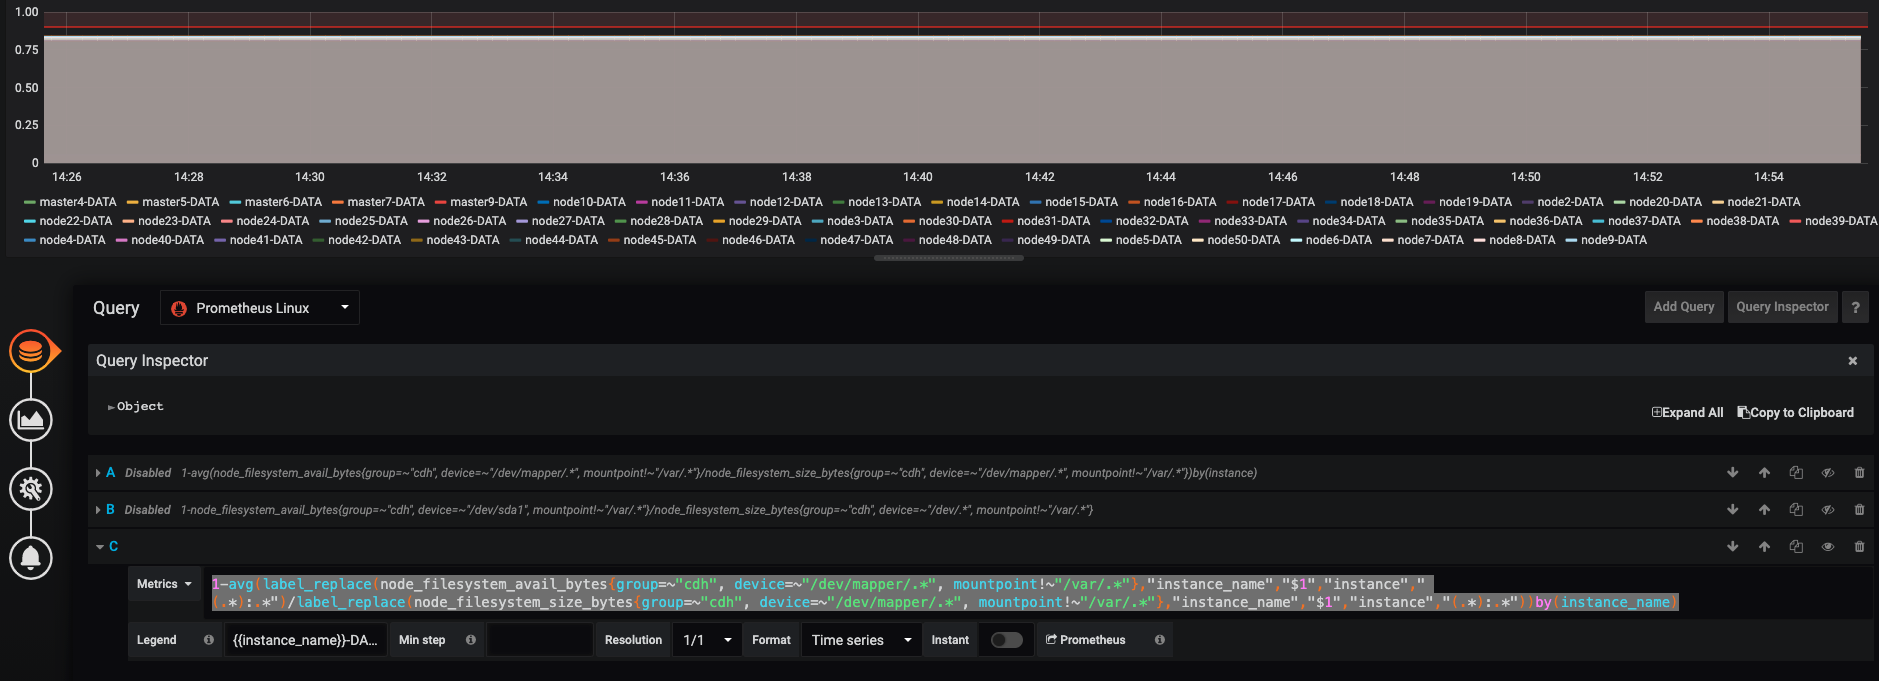 1.00
0.75
0.50
0.25
0
14:26 14:28 14:30 14:32 14:34 14:36 14:38 14:40 14:42 14:44 14:46 14:48 14:50 14:52 14:54
master4-DATA master5-DATA master6-DATA master7-DATA master9-DATA node10-DATA node11-DATA node12-DATA node13-DATA node14-DATA node15-DATA node16-DATA node17-DATA node18-DATA node19-DATA node2-DATA node20-DATA node21-DATA
node22-DATA node23-DATA node24-DATA node25-DATA node26-DATA node27-DATA node28-DATA node29-DATA node3-DATA node30-DATA node31-DATA node32-DATA node33-DATA node34-DATA node35-DATA node36-DATA node37-DATA node38-DATA node39-DATA
node4-DATA node40-DATA node41-DATA node42-DATA node43-DATA node44-DATA node45-DATA node46-DATA node47-DATA node48-DATA node49-DATA node5-DATA node50-DATA node6-DATA node7-DATA node8-DATA node9-DATA
Query Prometheus Linux Add Query Query Inspector ?
Query Inspector
Object
Expand All Copy to Clipboard
A Disabled 1-avg(node_filesystem_avail_bytes{group=~"cdh", device=~"/dev/mapper/.*", mountpoint!~"/var/.*"}/node_filesystem_size_bytes{group=~"cdh", device=~"/dev/mapper/.*", mountpoint!~"/var/.*"})by(instance)
B Disabled 1-node_filesystem_avail_bytes{group=~"cdh", device=~"/dev/sda1", mountpoint!~"/var/.*"}/node_filesystem_size_bytes{group=~"cdh", device=~"/dev/.*", mountpoint!~"/var/.*"}
C
Metrics 1-avg(label_replace(node_filesystem_avail_bytes{group=~"cdh", device=~"/dev/mapper/.*", mountpoint!~"/var/.*"},"instance_name","$1","instance","
(.*):.*")/label_replace(node_filesystem_size_bytes{group=~"cdh", device=~"/dev/mapper/.*", mountpoint!~"/var/.*"},"instance_name","$1","instance","(.*):.*"))by(instance_name)
Legend {{instance_name}}-DA... Min step Resolution 1/1 Format Time series Instant Prometheus